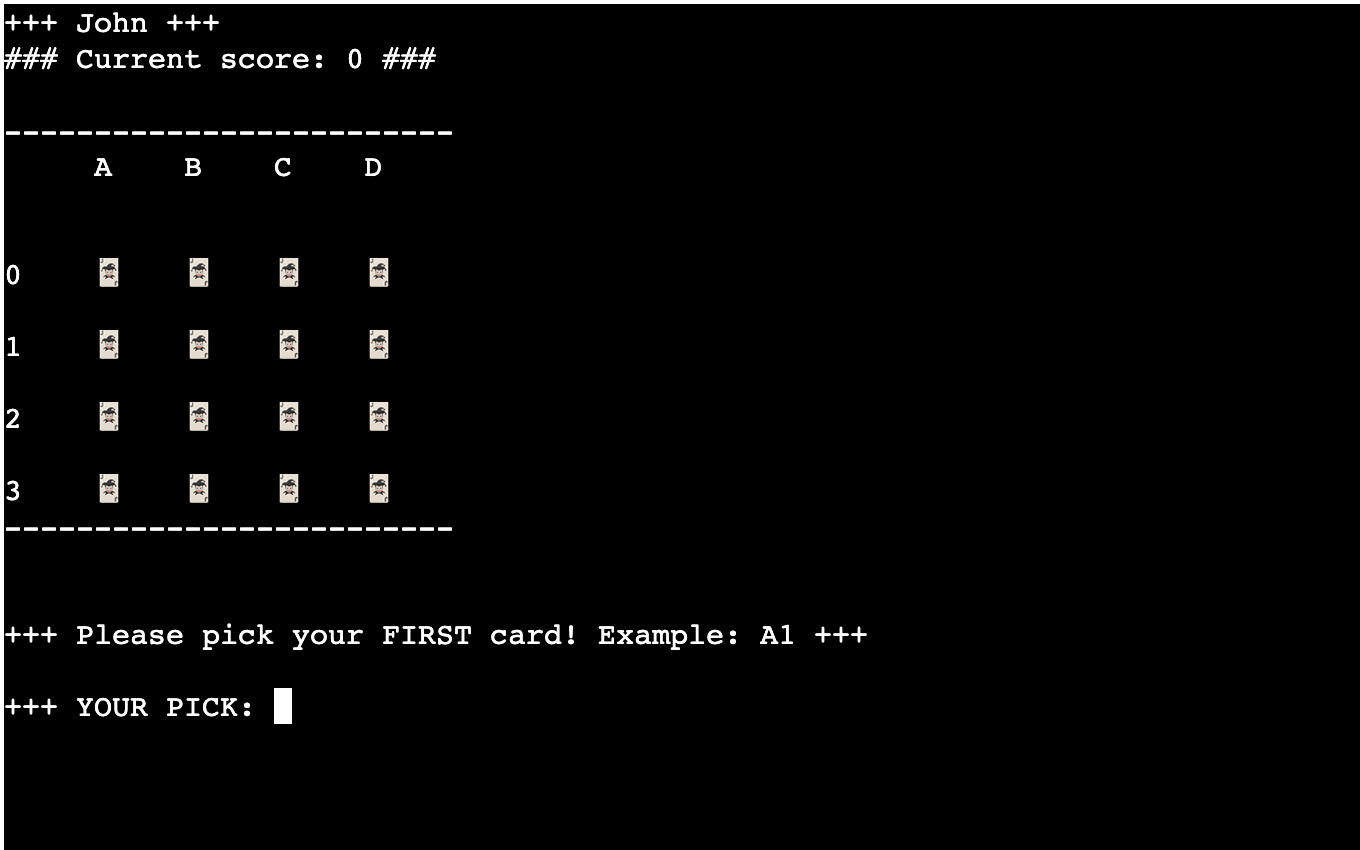 +++ John +++
### Current score: 0 ###
-------------------------
A B C D
0
1
2
3
-------------------------
+++ Please pick your FIRST card! Example: A1 +++
+++ YOUR PICK: